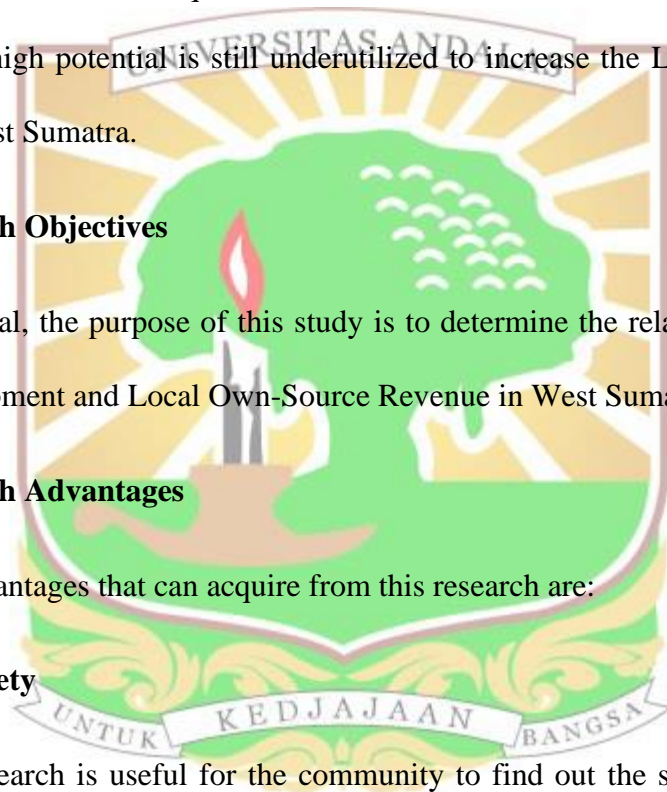 high potential is still underutilized to increase the L
UNIVERSITAS ANDALAS
st Sumatra.
h Objectives
al, the purpose of this study is to determine the rela
pment and Local Own-Source Revenue in West Suma
h Advantages
antages that can acquire from this research are:
ety
UNTUK KEDJAJAAN BANGSA
earch is useful for the community to find out the s